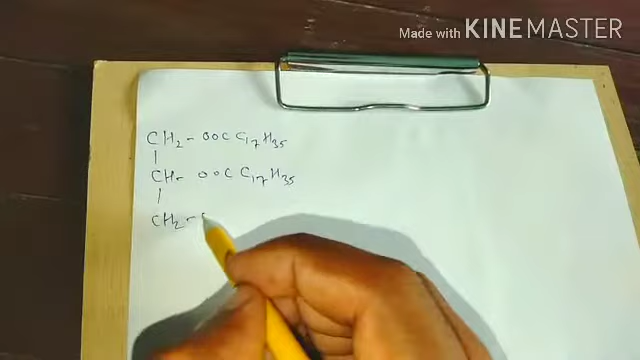 Made with KINEMASTER
CH₂ - OOC C₁₇H₃₅
|
CH - OOC C₁₇H₃₅
|
CH₂ -